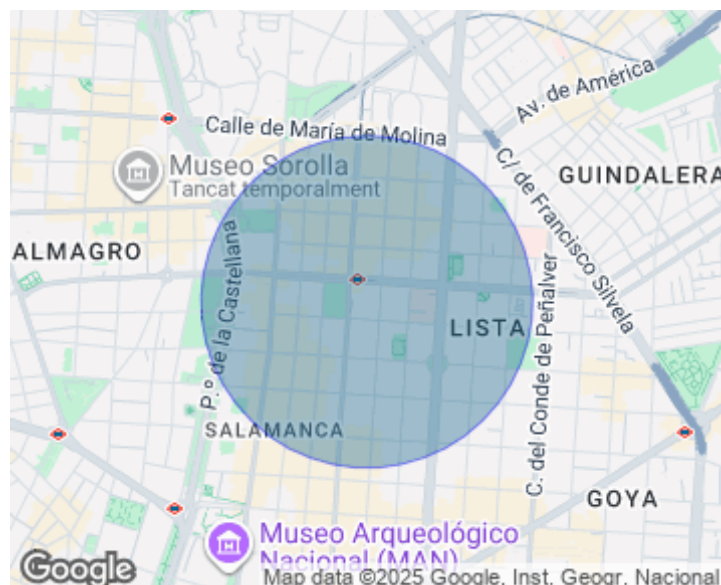 Av. de América
Calle de María de Molina
Museo Sorolla
Tancat temporalment
C/ de Francisco Silvela
GUINDALERA
ALMAGRO
P.º de la Castellana
C. del Conde de Peñalver
LISTA
SALAMANCA
GOYA
Museo Arqueológico
Nacional (MAN)
Google
Map data ©2025 Google, Inst. Geogr. Nacional